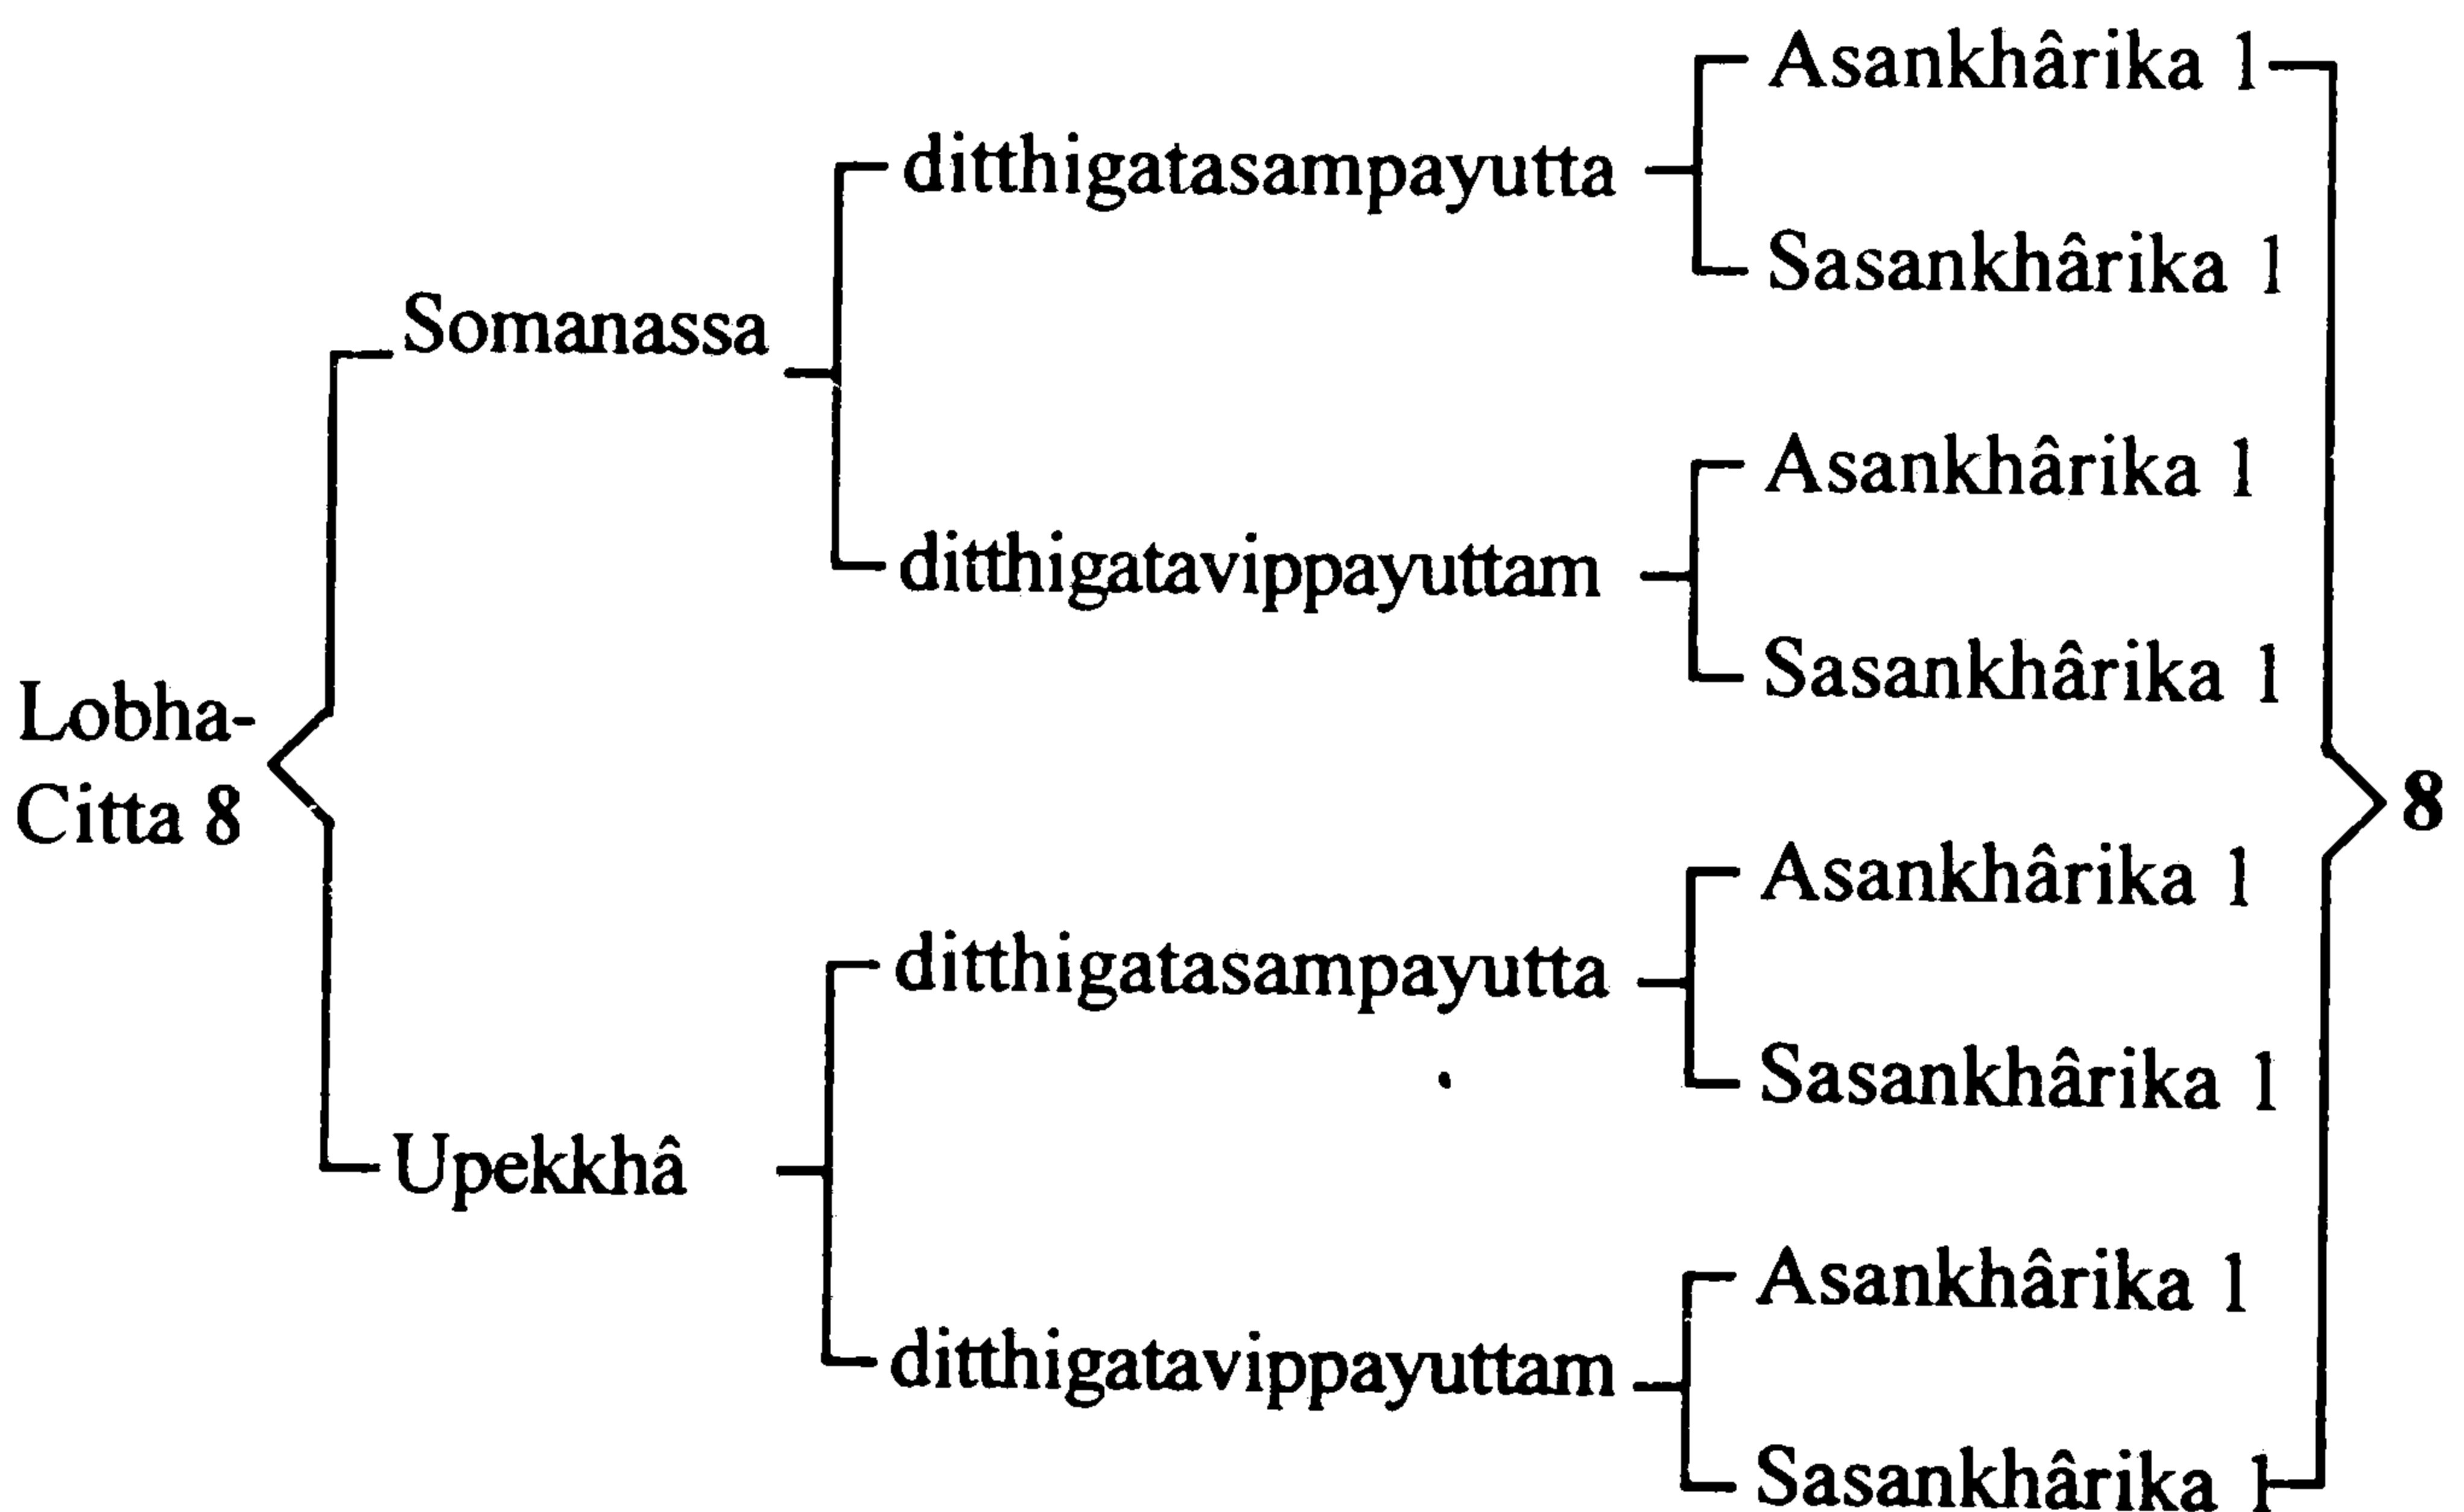 Asankhârika 1
ditthigatasampayutta
Sasankhârika 1
Somanassa
Asankhârika 1
ditthigatavippayuttam
Sasankhârika 1
Lobha-
Citta 8
8
Asankhârika 1
ditthigatasampayutta
Sasankhârika 1
Upekkhâ
Asankhârika 1
ditthigatavippayuttam
Sasankhârika 1